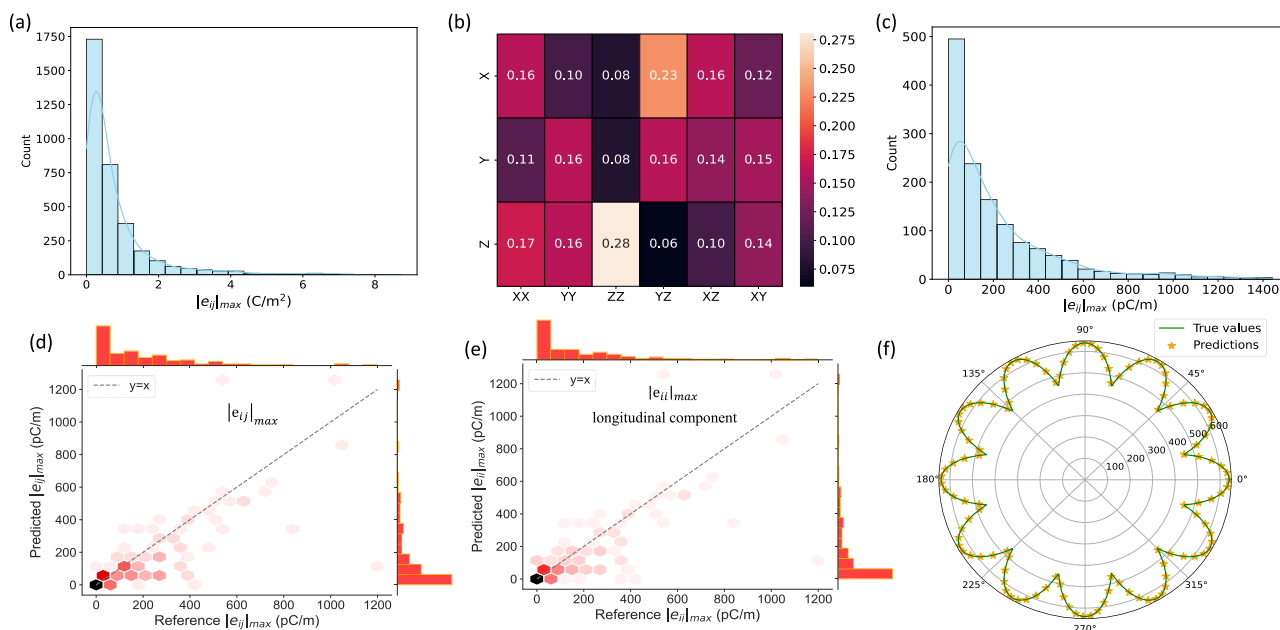 (a)
1750
1500
1250
1000
750
500
250
0
Count
0 2 4 6 8
|e_ij|_max (C/m²)
(b)
X
Y
Z
0.16 0.10 0.08 0.23 0.16 0.12
0.11 0.16 0.08 0.16 0.14 0.15
0.17 0.16 0.28 0.06 0.10 0.14
XX YY ZZ YZ XZ XY
0.275
0.250
0.225
0.200
0.175
0.150
0.125
0.100
0.075
(c)
500
400
300
200
100
0
Count
0 200 400 600 800 1000 1200 1400
|e_ij|_max (pC/m)
(d)
y=x
|e_ij|_max
1200
1000
800
600
400
200
0
Predicted |e_ij|_max (pC/m)
0 200 400 600 800 1000 1200
Reference |e_ij|_max (pC/m)
(e)
y=x
|e_ii|_max
longitudinal component
1200
1000
800
600
400
200
0
Predicted |e_ii|_max (pC/m)
0 200 400 600 800 1000 1200
Reference |e_ii|_max (pC/m)
(f)
True values
Predictions
90°
135°
45°
180°
0°
225°
315°
270°
100
200
300
400
500
600